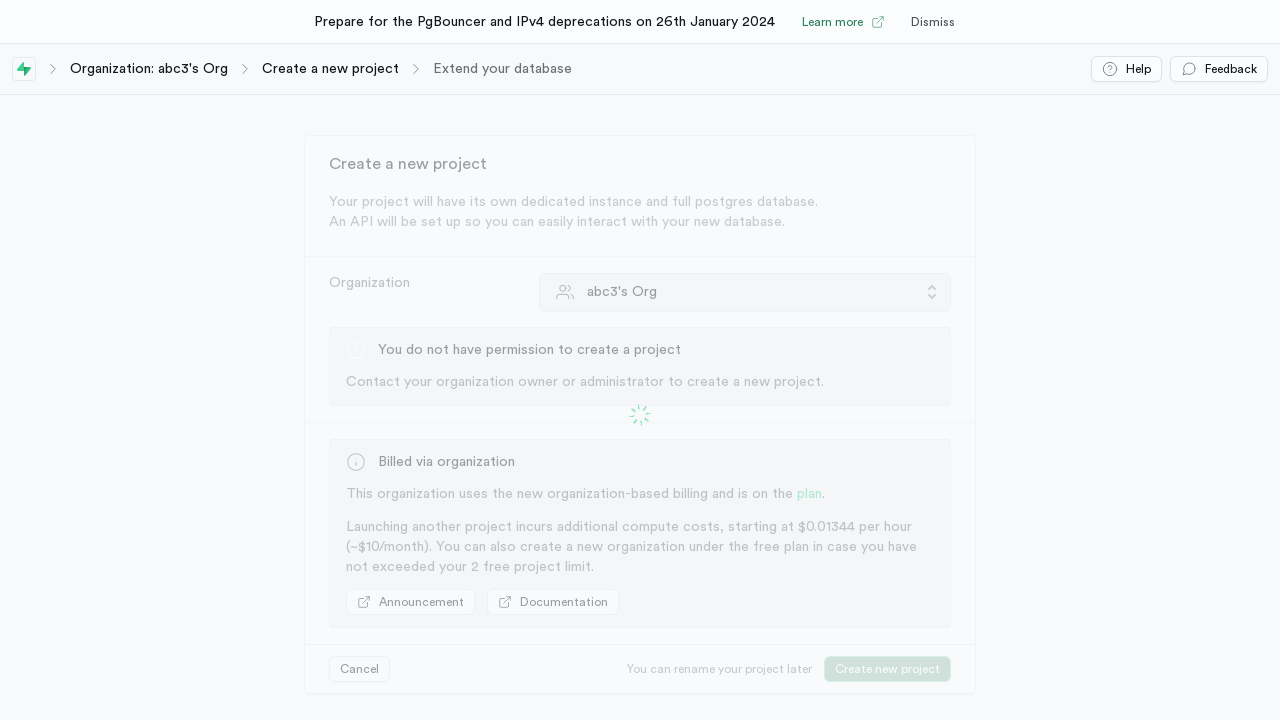 Prepare for the PgBouncer and IPv4 deprecations on 26th January 2024 Learn more Dismiss
Organization: abc3's Org Create a new project Extend your database Help Feedback
Create a new project
Your project will have its own dedicated instance and full postgres database.
An API will be set up so you can easily interact with your new database.
Organization abc3's Org
You do not have permission to create a project
Contact your organization owner or administrator to create a new project.
Billed via organization
This organization uses the new organization-based billing and is on the plan.
Launching another project incurs additional compute costs, starting at $0.01344 per hour
(~$10/month). You can also create a new organization under the free plan in case you have
not exceeded your 2 free project limit.
Announcement Documentation
Cancel You can rename your project later Create new project